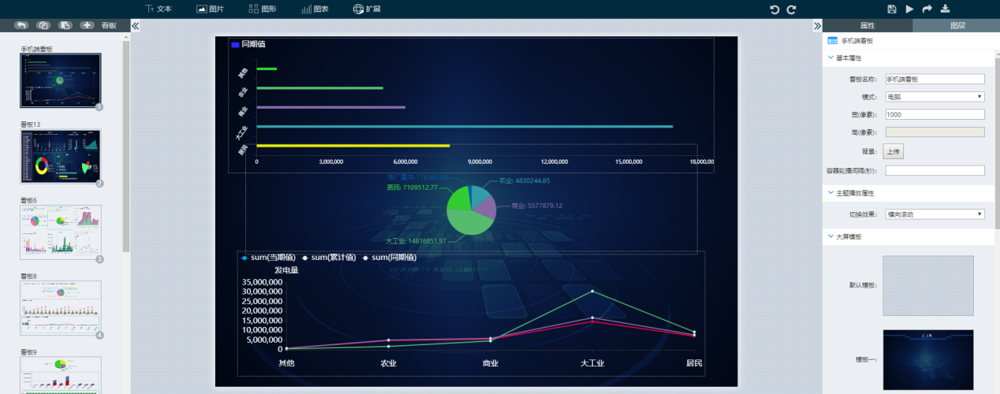 文本 图片 图形 图表 扩展
看板
属性 图层
手机端看板
看板13
看板6
看板8
看板9
1
2
3
4
同期值
其他
农业
商业
大工业
居民
0 3,000,000 6,000,000 9,000,000 12,000,000 15,000,000 18,000,00
居民: 7109512.77
农业: 4830244.85
商业: 5577879.12
大工业: 14816851.97
sum(当期值) sum(累计值) sum(同期值)
发电量
35,000,000
30,000,000
25,000,000
20,000,000
15,000,000
10,000,000
5,000,000
0
其他 农业 商业 大工业 居民
手机端看板
基本属性
看板名称: 手机端看板
模式: 电脑
宽(像素): 1000
高(像素):
背景: 上传
容器轮播间隔(秒):
主题播放属性
切换效果: 横向滚动
大屏模板
默认模板:
模板一: